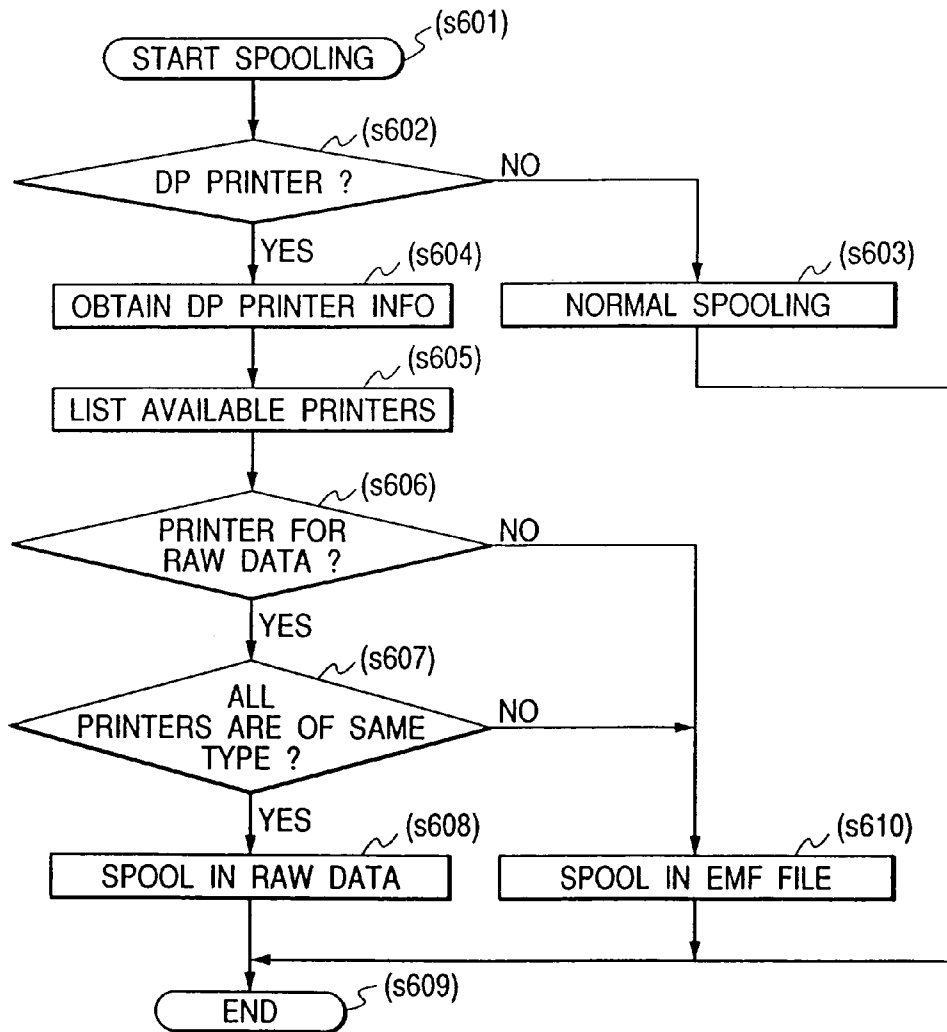 (s601)
START SPOOLING
(s602)
DP PRINTER ?
NO
YES
(s604)
OBTAIN DP PRINTER INFO
(s603)
NORMAL SPOOLING
(s605)
LIST AVAILABLE PRINTERS
(s606)
PRINTER FOR
RAW DATA ?
NO
YES
(s607)
ALL
PRINTERS ARE OF SAME
TYPE ?
NO
YES
(s608)
SPOOL IN RAW DATA
(s610)
SPOOL IN EMF FILE
(s609)
END